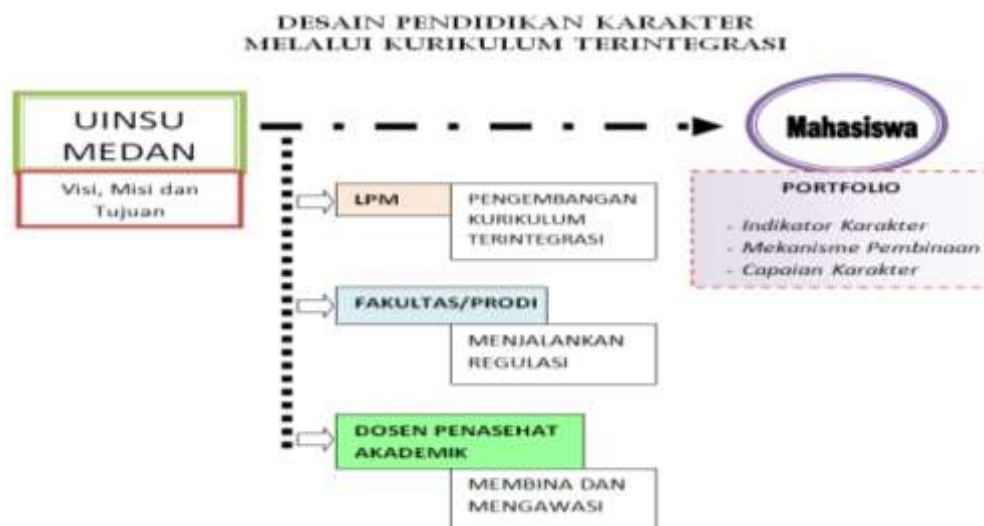 DESAIN PENDIDIKAN KARAKTER
MELALUI KURIKULUM TERINTEGRASI
UINSU
MEDAN
Visi, Misi dan
Tujuan
Mahasiswa
PORTFOLIO
- Indikator Karakter
- Mekanisme Pembinaan
- Capaian Karakter
LPM
PENGEMBANGAN
KURIKULUM
TERINTEGRASI
FAKULTAS/PRODI
MENJALANKAN
REGULASI
DOSEN PENASEHAT
AKADEMIK
MEMBINA DAN
MENGAWASI